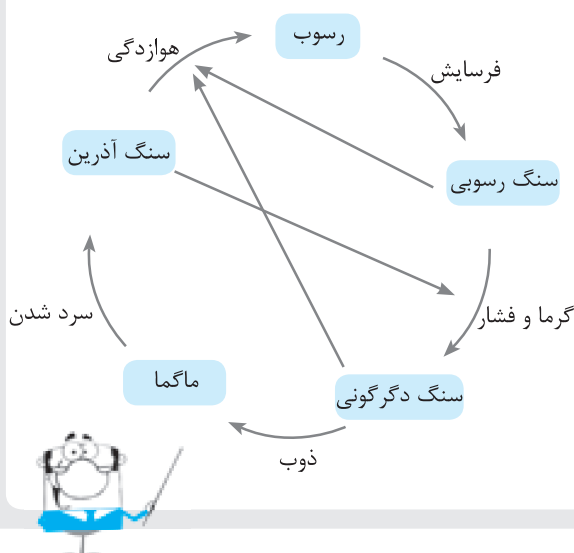 رسوب
هوازدگی
فرسایش
سنگ آذرین
سنگ رسوبی
سرد شدن
گرما و فشار
ماگما
سنگ دگرگونی
ذوب